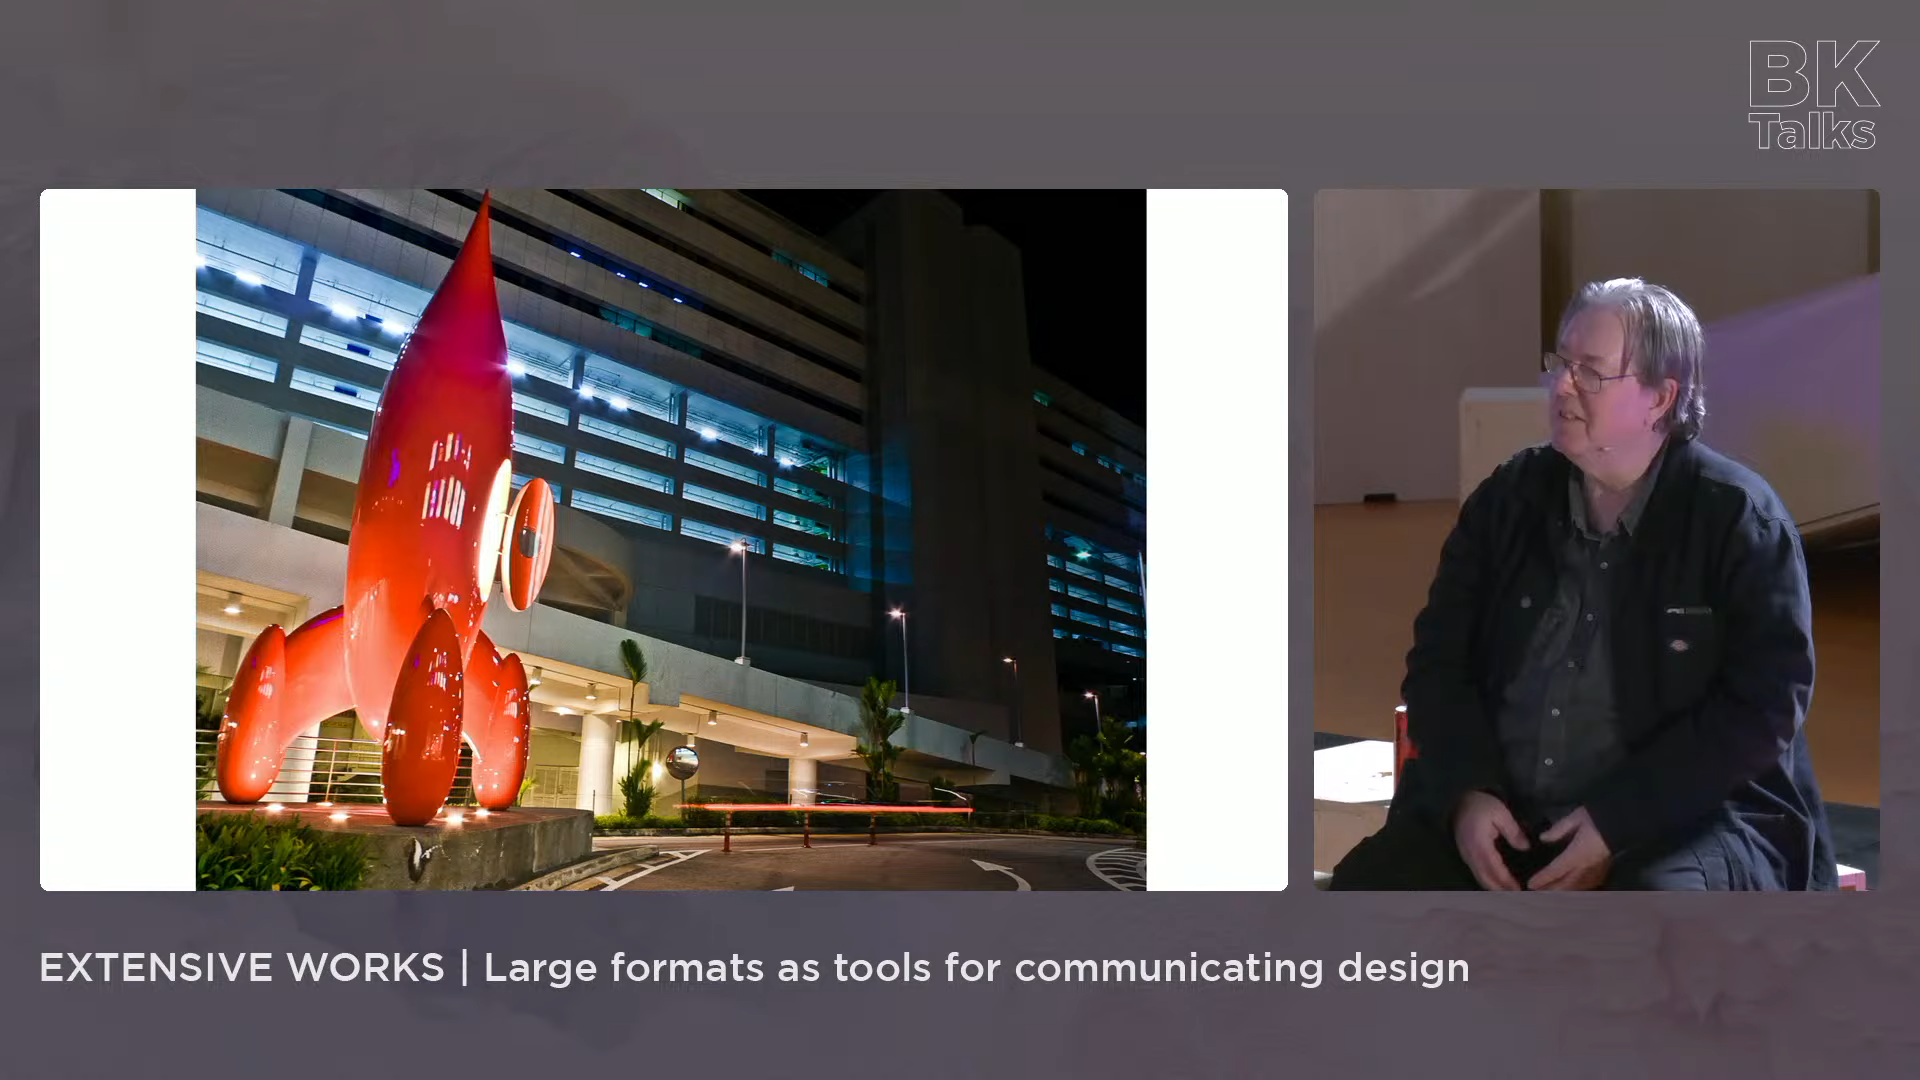 BK
Talks
EXTENSIVE WORKS | Large formats as tools for communicating design